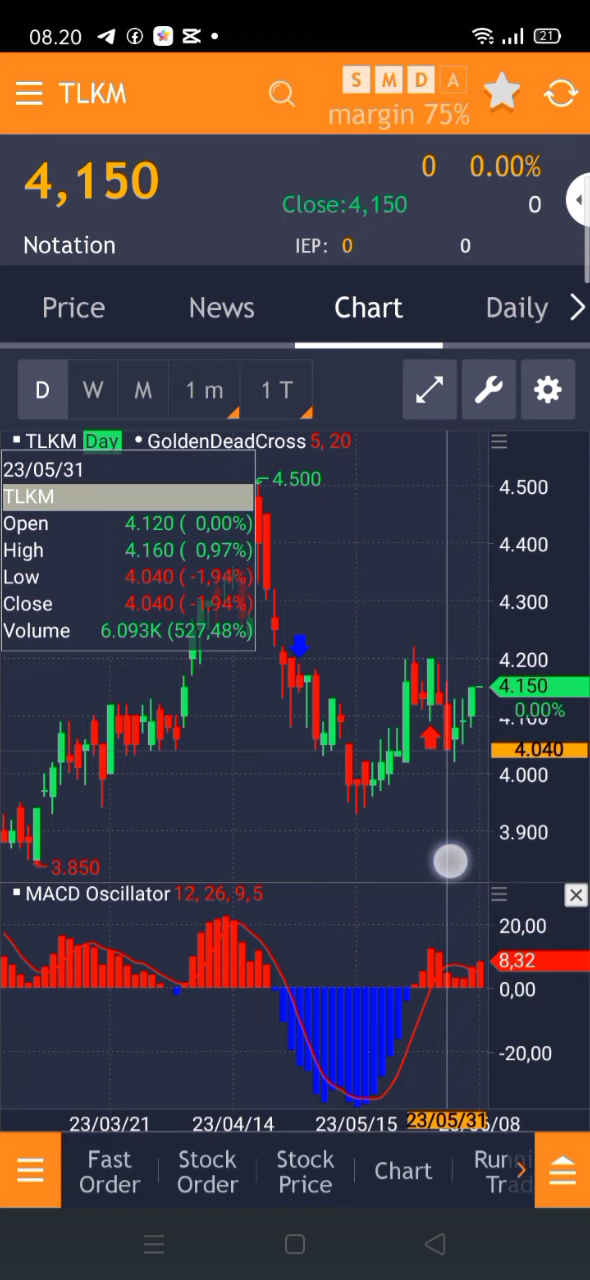 08.20 21
TLKM S M D A
margin 75%
4,150 0 0.00%
Close:4,150 0
Notation IEP: 0 0
Price News Chart Daily
D W M 1 m 1 T
TLKM Day GoldenDeadCross 5, 20
23/05/31
TLKM
Open 4.120 ( 0,00%)
High 4.160 ( 0,97%)
Low 4.040 ( -1,94%)
Close 4.040 ( -1,94%)
Volume 6.093K (527,48%)
4.500
4.500
4.400
4.300
4.200
4.150
0,00%
4.100
4.040
4.000
3.900
3.850
MACD Oscillator 12, 26, 9, 5
20,00
8,32
0,00
-20,00
23/03/21 23/04/14 23/05/15 23/05/31 /08
Fast Order
Stock Order
Stock Price
Chart